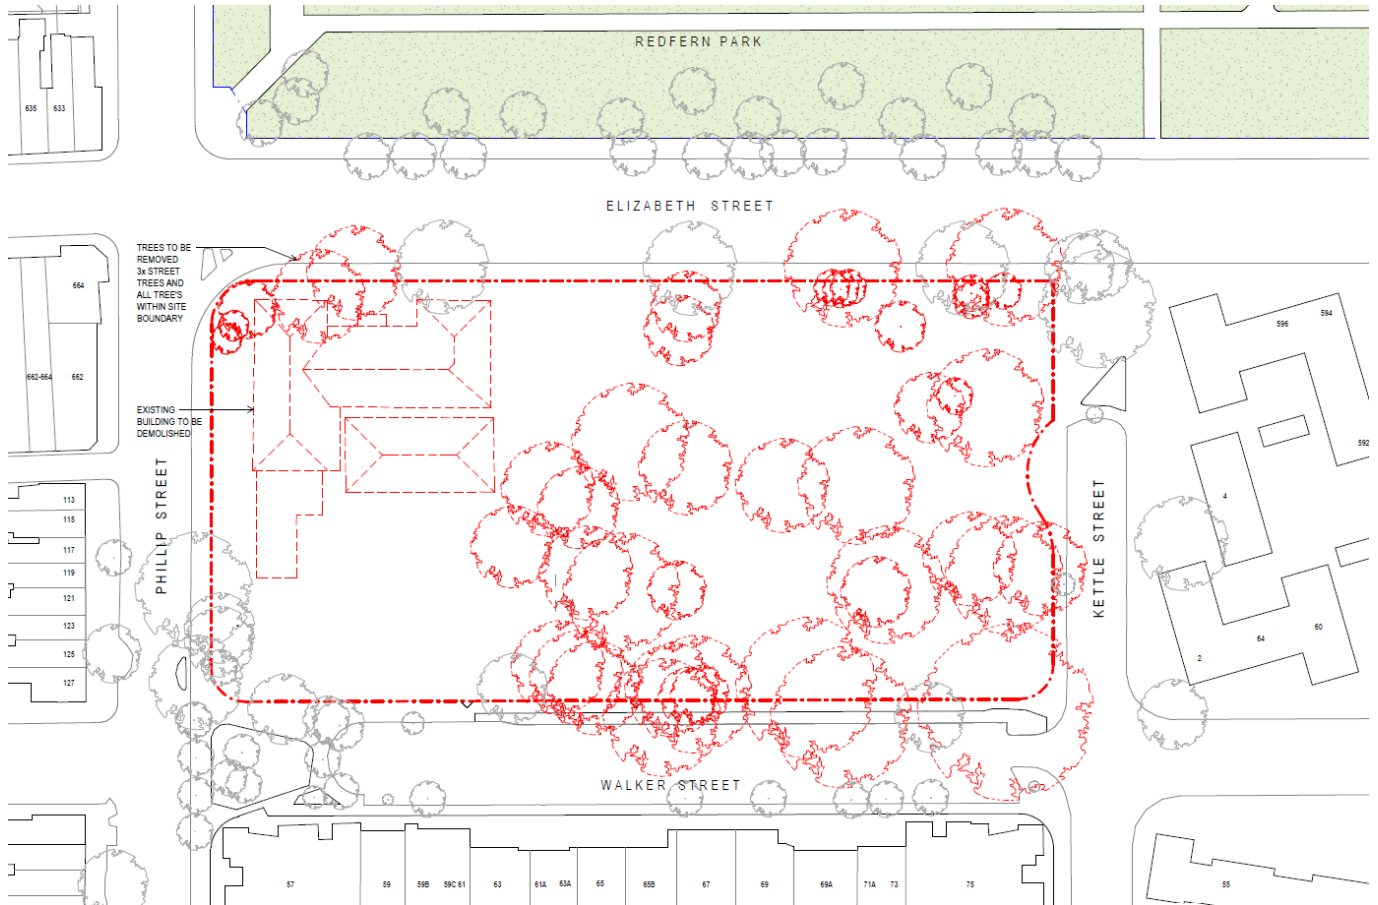 REDFERN PARK
635
633
ELIZABETH STREET
TREES TO BE
REMOVED
3x STREET
TREES AND
ALL TREE'S
WITHIN SITE
BOUNDARY
664
662-664
662
EXISTING
BUILDING TO BE
DEMOLISHED
596
594
592
4
PHILLIP STREET
KETTLE STREET
113
115
117
119
121
123
125
127
2
64
60
WALKER STREET
57
59
59B
59C
61
63
61A
63A
65
65B
67
69
69A
71A
73
75
55